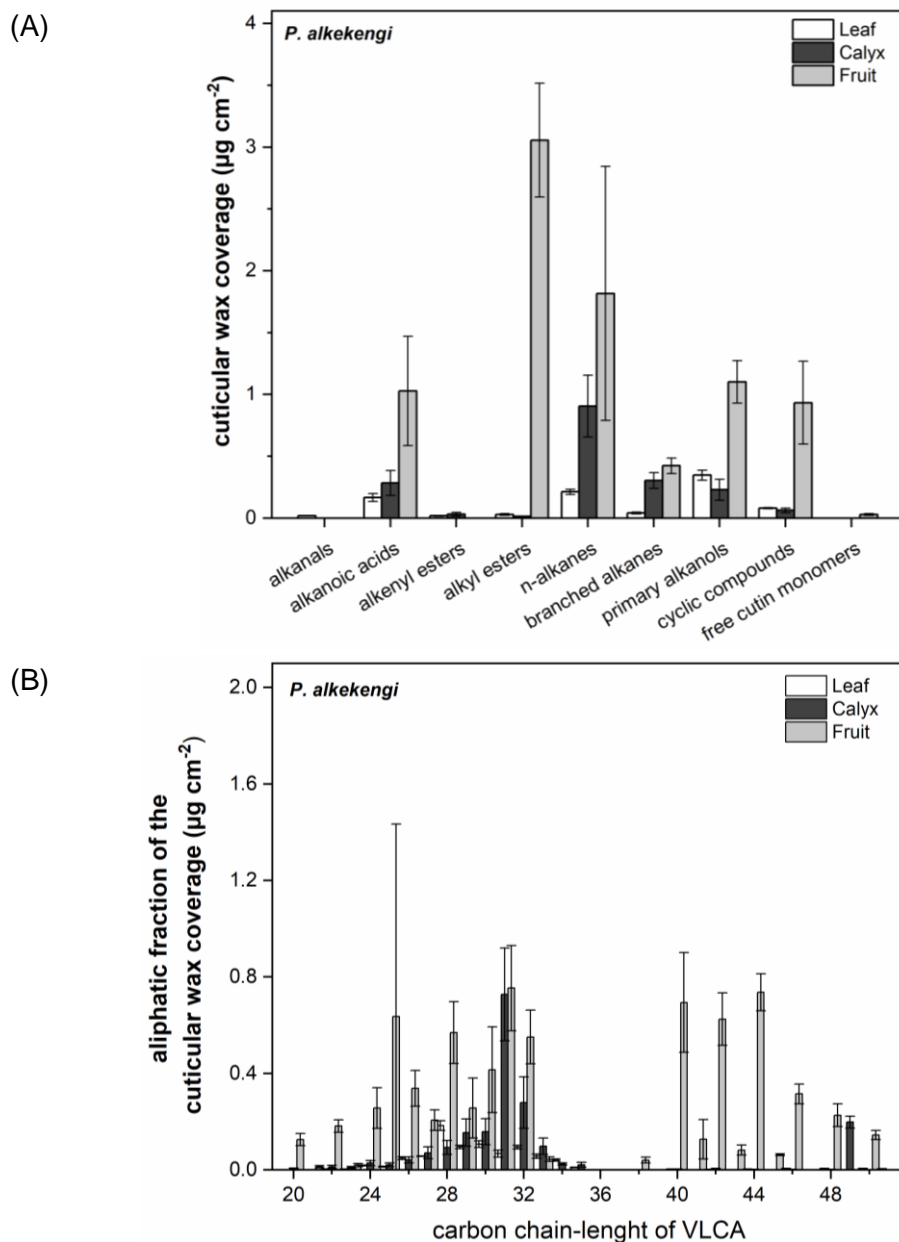 (A)
P. alkekengi
Leaf
Calyx
Fruit
cuticular wax coverage (µg cm⁻²)
4
3
2
1
0
alkanals
alkanoic acids
alkenyl esters
alkyl esters
n-alkanes
branched alkanes
primary alkanols
cyclic compounds
free cutin monomers
(B)
P. alkekengi
Leaf
Calyx
Fruit
aliphatic fraction of the
cuticular wax coverage (µg cm⁻²)
2.0
1.6
1.2
0.8
0.4
0.0
20 24 28 32 36 40 44 48
carbon chain-lenght of VLCA